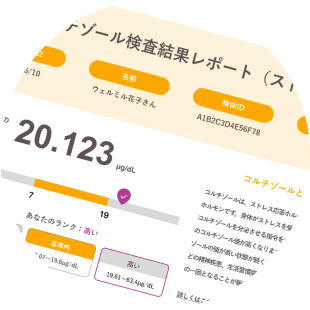 チゾール検査結果レポート（スト
名前
検体ID
5/10
ウェルミル花子さん
A1B2C3D4E56F78
20.123 μg/dL
7
19
あなたのランク：高い
基準内
高い
07～19.6μg/dL
19.61～63.4μg/dL
コルチゾールと
コルチゾールは、ストレス応答ホル
ホルモンです。身体がストレスを受
コルチゾールを分泌させる指令を
のコルチゾール値が高くなりま
ゾールの値が高い状態が続く
どの精神疾患、生活習慣病
の一因となることが
詳しくは